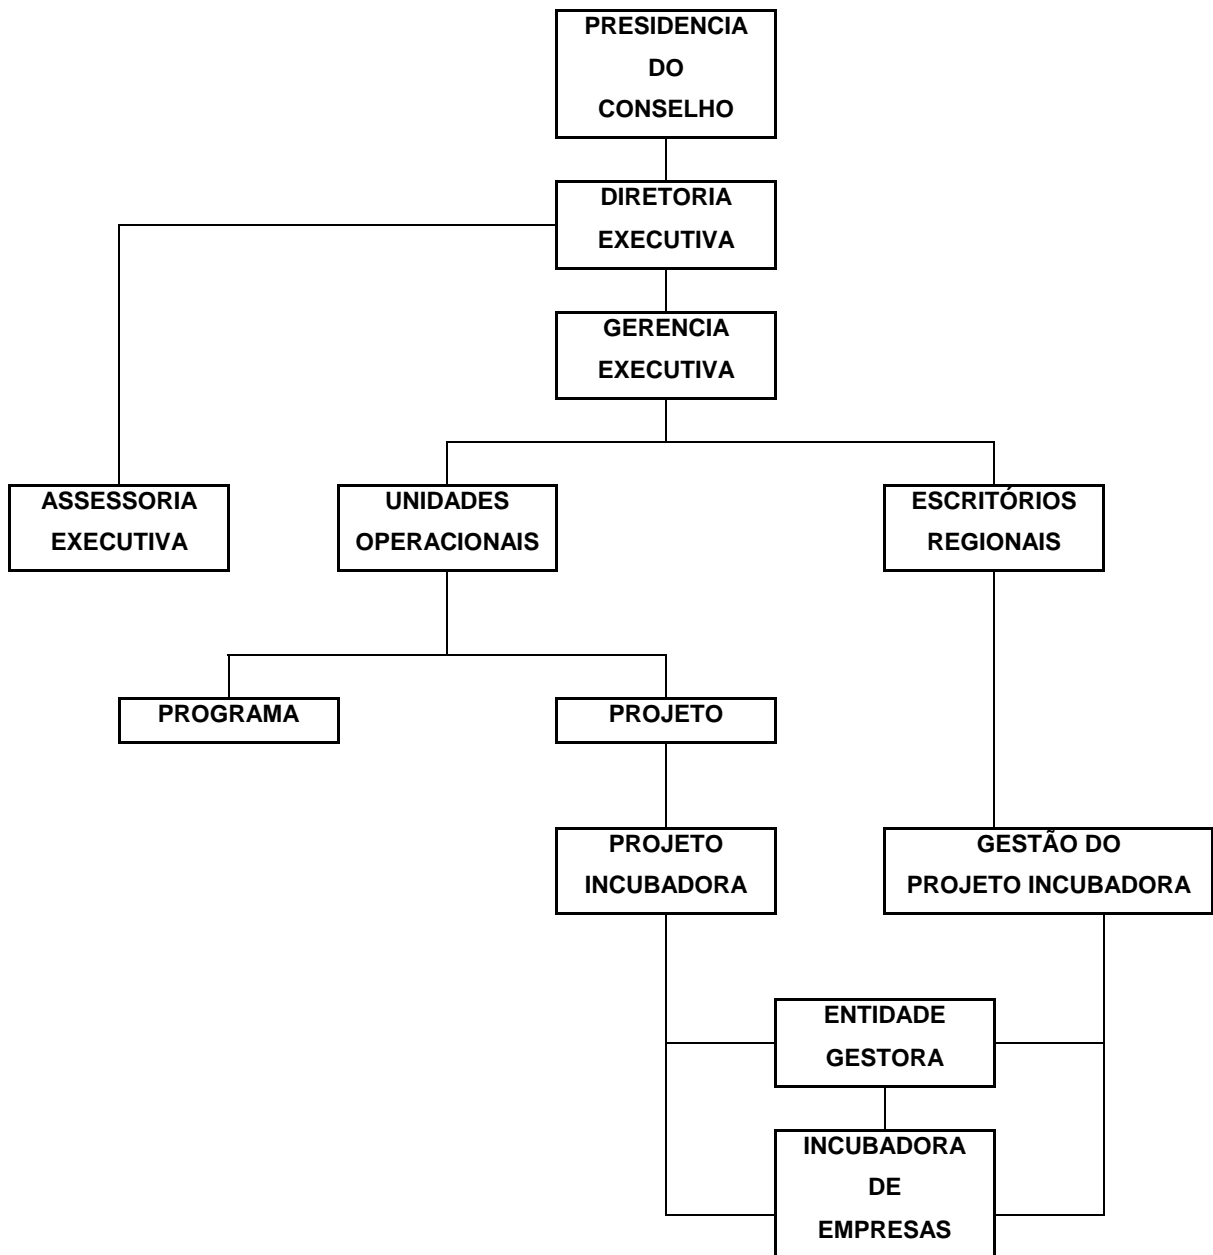 PRESIDENCIA
DO
CONSELHO
DIRETORIA
EXECUTIVA
GERENCIA
EXECUTIVA
ASSESSORIA
EXECUTIVA
UNIDADES
OPERACIONAIS
ESCRITÓRIOS
REGIONAIS
PROGRAMA
PROJETO
PROJETO
INCUBADORA
GESTÃO DO
PROJETO INCUBADORA
ENTIDADE
GESTORA
INCUBADORA
DE
EMPRESAS